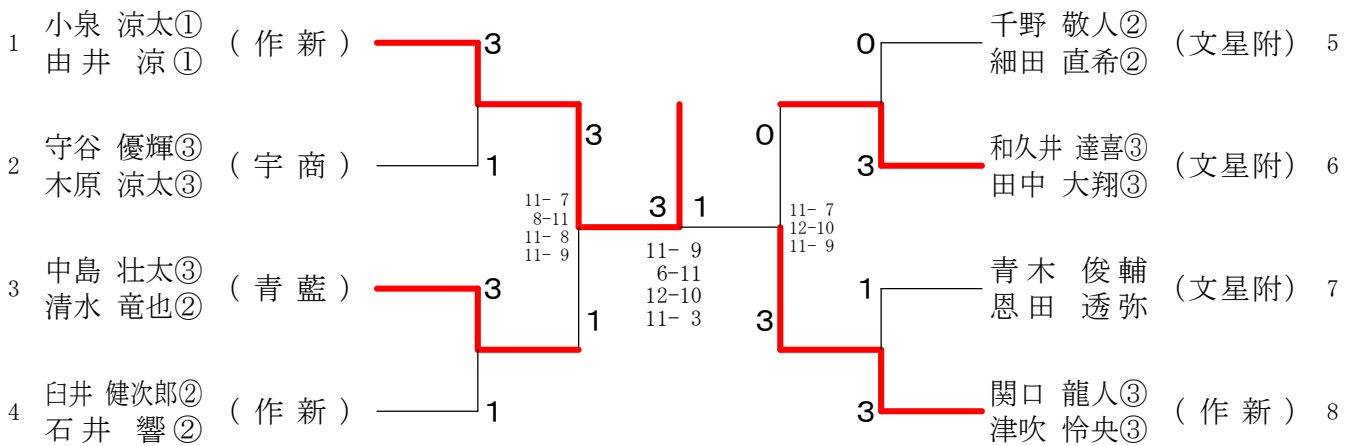 1 小泉 涼太① (作新) 3
由井 涼①
2 守谷 優輝③ (宇商) 1
木原 涼太③
3
11- 7
8-11
11- 8
11- 9
3 中島 壮太③ (青藍) 3
清水 竜也②
1
4 臼井 健次郎② (作新) 1
石井 響②
3 1
11- 9
6-11
12-10
11- 3
0 千野 敬人② (文星附) 5
細田 直希②
0
3 和久井 達喜③ (文星附) 6
田中 大翔③
11- 7
12-10
11- 9
1 青木 俊輔 (文星附) 7
恩田 透弥
3
3 関口 龍人③ (作新) 8
津吹 怜央③